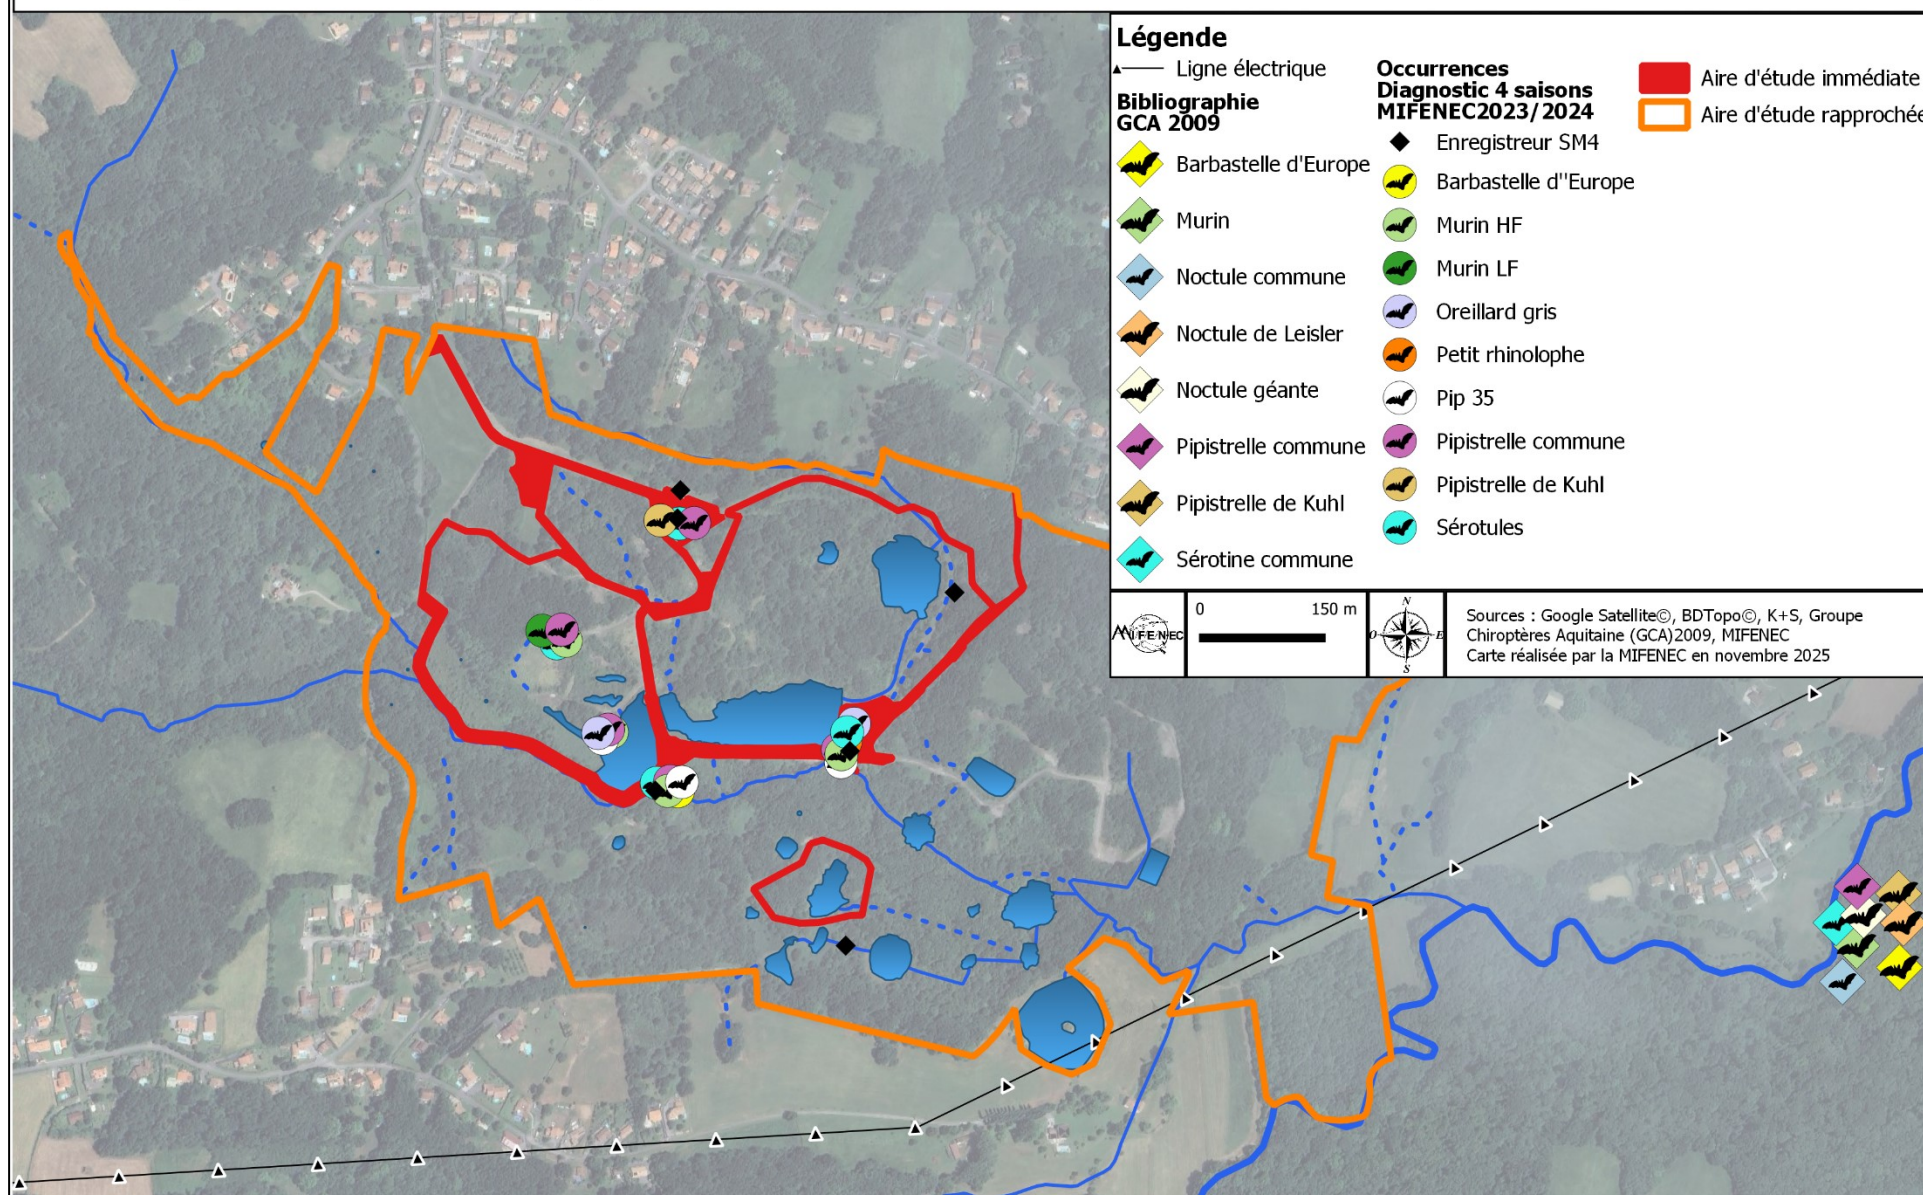 Légende
Ligne électrique
Bibliographie
GCA 2009
Barbastelle d'Europe
Murin
Noctule commune
Noctule de Leisler
Noctule géante
Pipistrelle commune
Pipistrelle de Kuhl
Sérotine commune
Occurrences
Diagnostic 4 saisons
MIFENEC2023/2024
Enregistreur SM4
Barbastelle d''Europe
Murin HF
Murin LF
Oreillard gris
Petit rhinolophe
Pip 35
Pipistrelle commune
Pipistrelle de Kuhl
Sérotules
Aire d'étude immédiate
Aire d'étude rapprochée
MIFENEC
0 150 m
N
O E
S
Sources : Google Satellite©, BDTopo©, K+S, Groupe
Chiroptères Aquitaine (GCA)2009, MIFENEC
Carte réalisée par la MIFENEC en novembre 2025